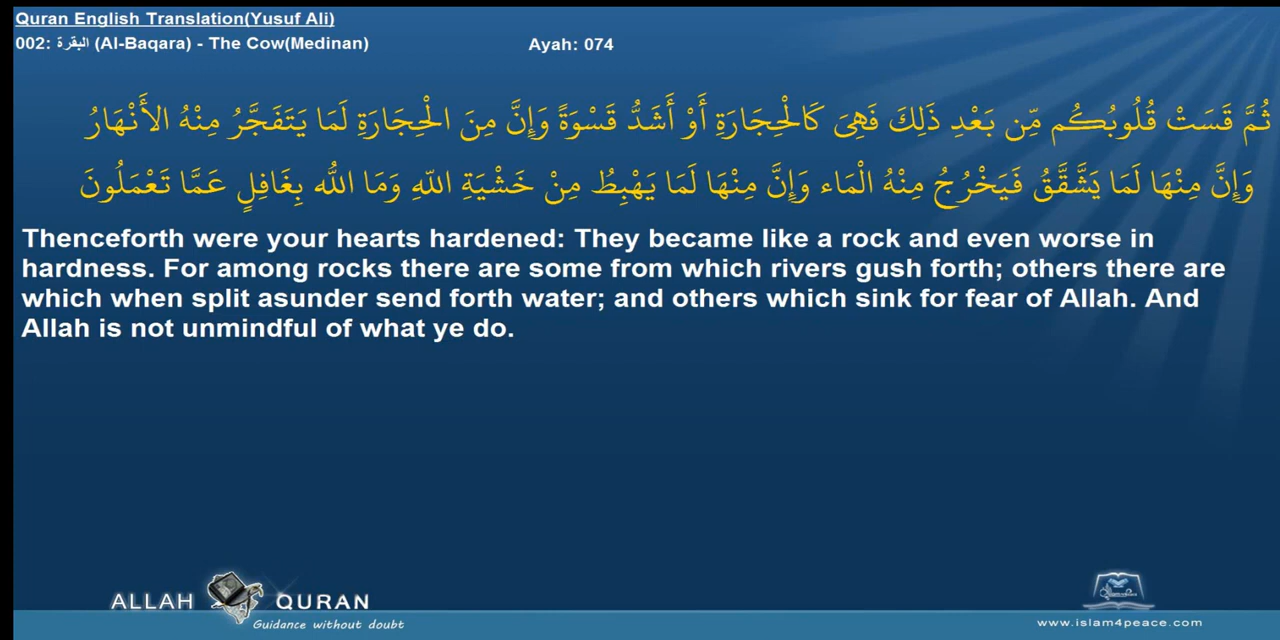 Quran English Translation(Yusuf Ali)
002: البقرة (Al-Baqara) - The Cow(Medinan)
Ayah: 074
ثُمَّ قَسَتْ قُلُوبُكُم مِّن بَعْدِ ذَلِكَ فَهِىَ كَالْحِجَارَةِ أَوْ أَشَدُّ قَسْوَةً وَإِنَّ مِنَ الْحِجَارَةِ لَمَا يَتَفَجَّرُ مِنْهُ الأَنْهَارُ
وَإِنَّ مِنْهَا لَمَا يَشَّقَّقُ فَيَخْرُجُ مِنْهُ الْمَاء وَإِنَّ مِنْهَا لَمَا يَهْبِطُ مِنْ خَشْيَةِ اللّهِ وَمَا اللّه بِغَافِلٍ عَمَّا تَعْمَلُونَ
Thenceforth were your hearts hardened: They became like a rock and even worse in
hardness. For among rocks there are some from which rivers gush forth; others there are
which when split asunder send forth water; and others which sink for fear of Allah. And
Allah is not unmindful of what ye do.
ALLAH QURAN
Guidance without doubt
www.islam4peace.com